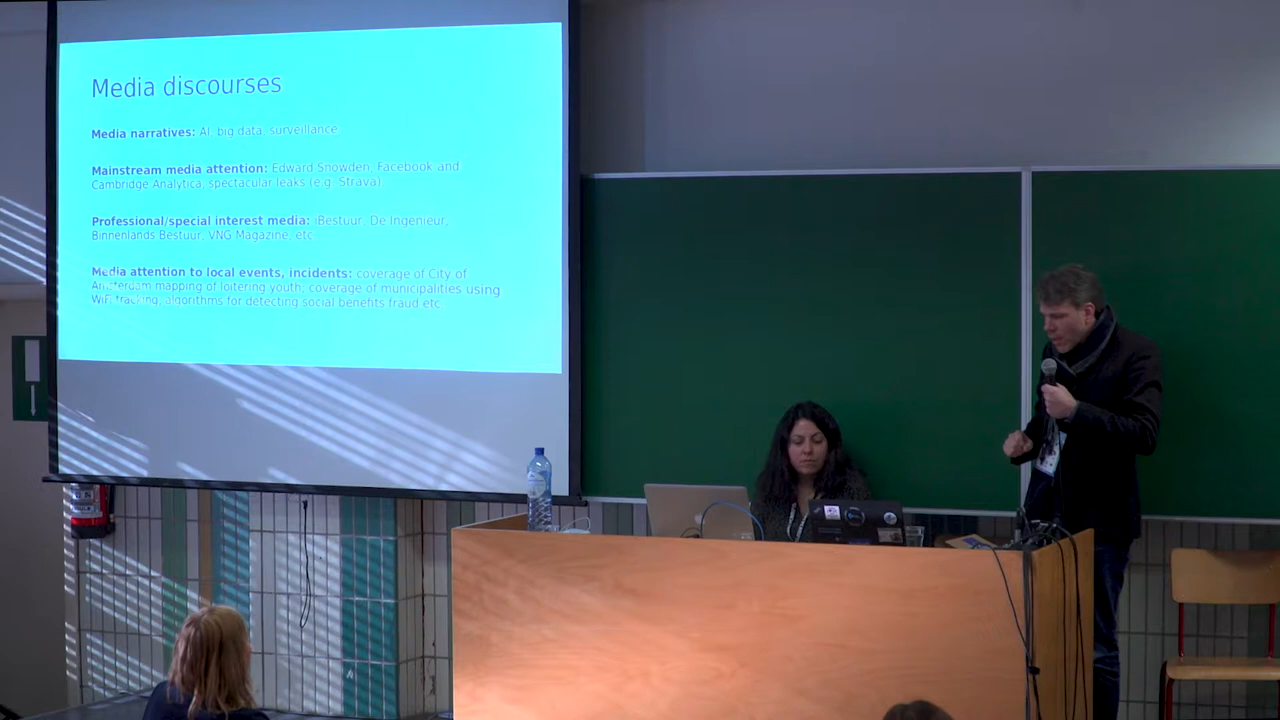 Media discourses
Media narratives: AI, big data, surveillance
Mainstream media attention: Edward Snowden, Facebook and
Cambridge Analytica, spectacular leaks (e.g. Strava)
Professional/special interest media: iBestuur, De Ingenieur,
Binnenlands Bestuur, VNG Magazine, etc.
Media attention to local events, incidents: coverage of City of
Amsterdam mapping of loitering youth, coverage of municipalities using
WiFi tracking, algorithms for detecting social benefits fraud etc.